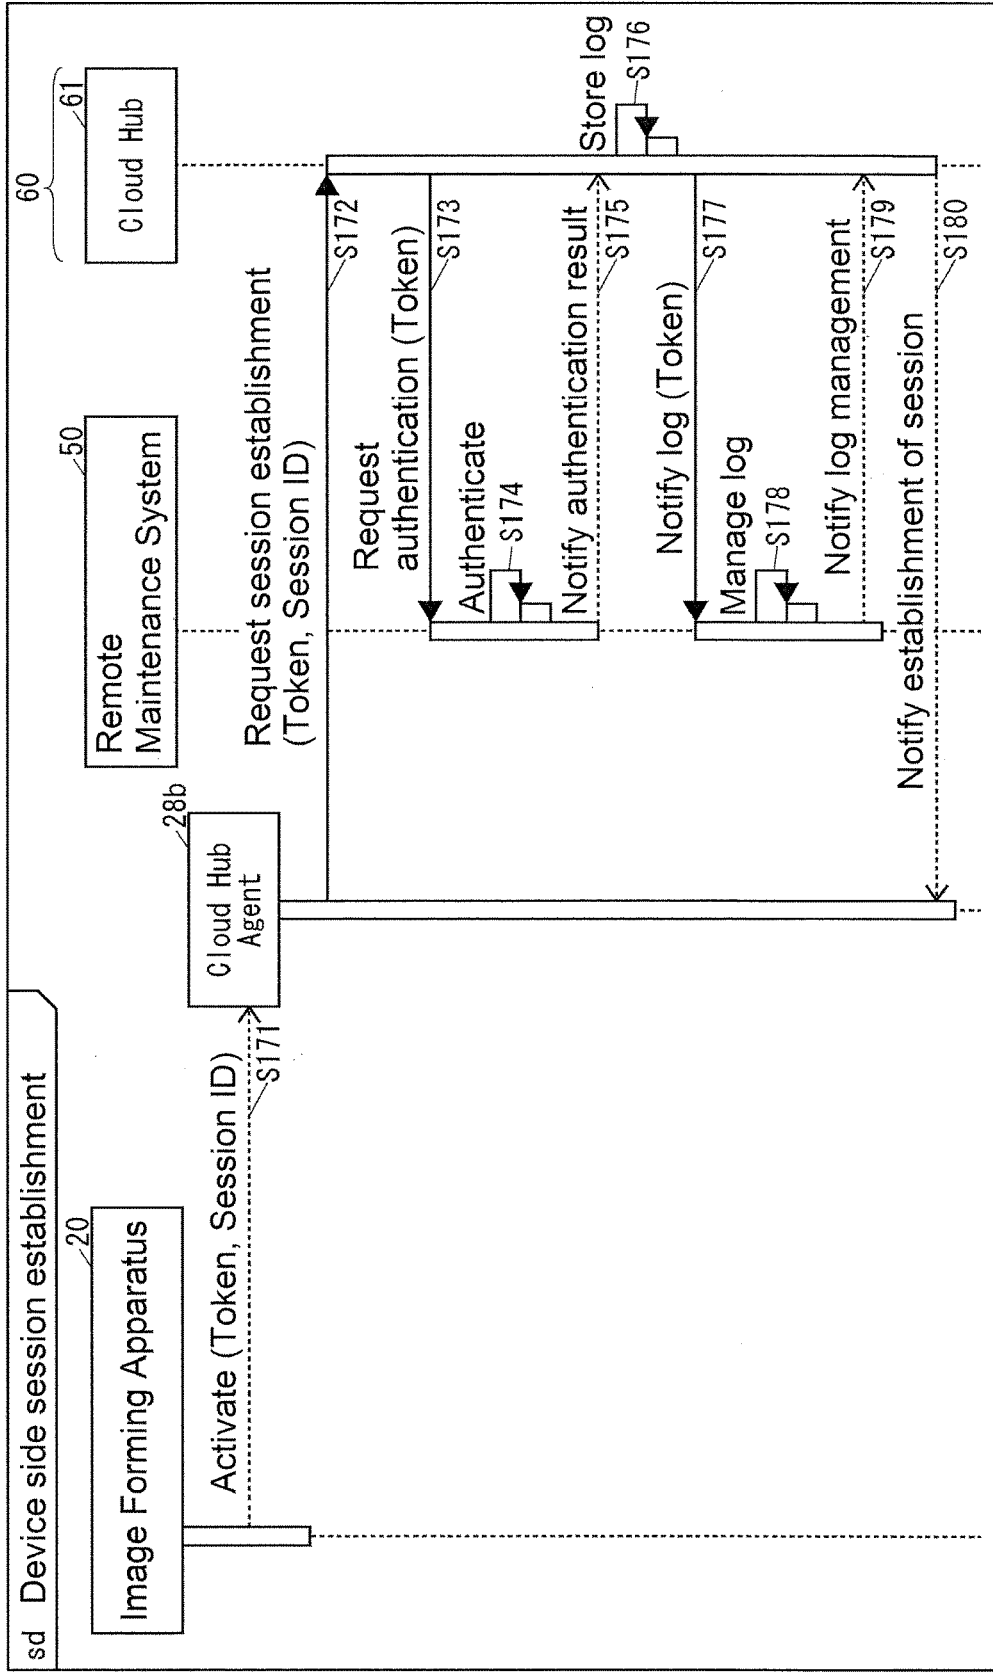 sd Device side session establishment
60
20
Image Forming Apparatus
28b
Cloud Hub
Agent
50
Remote
Maintenance System
61
Cloud Hub
Activate (Token, Session ID)
S171
Request session establishment
(Token, Session ID)
S172
Request
authentication (Token)
S173
Authenticate
S174
Notify authentication result
S175
Store log
S176
Notify log (Token)
S177
Manage log
S178
Notify log management
S179
Notify establishment of session
S180